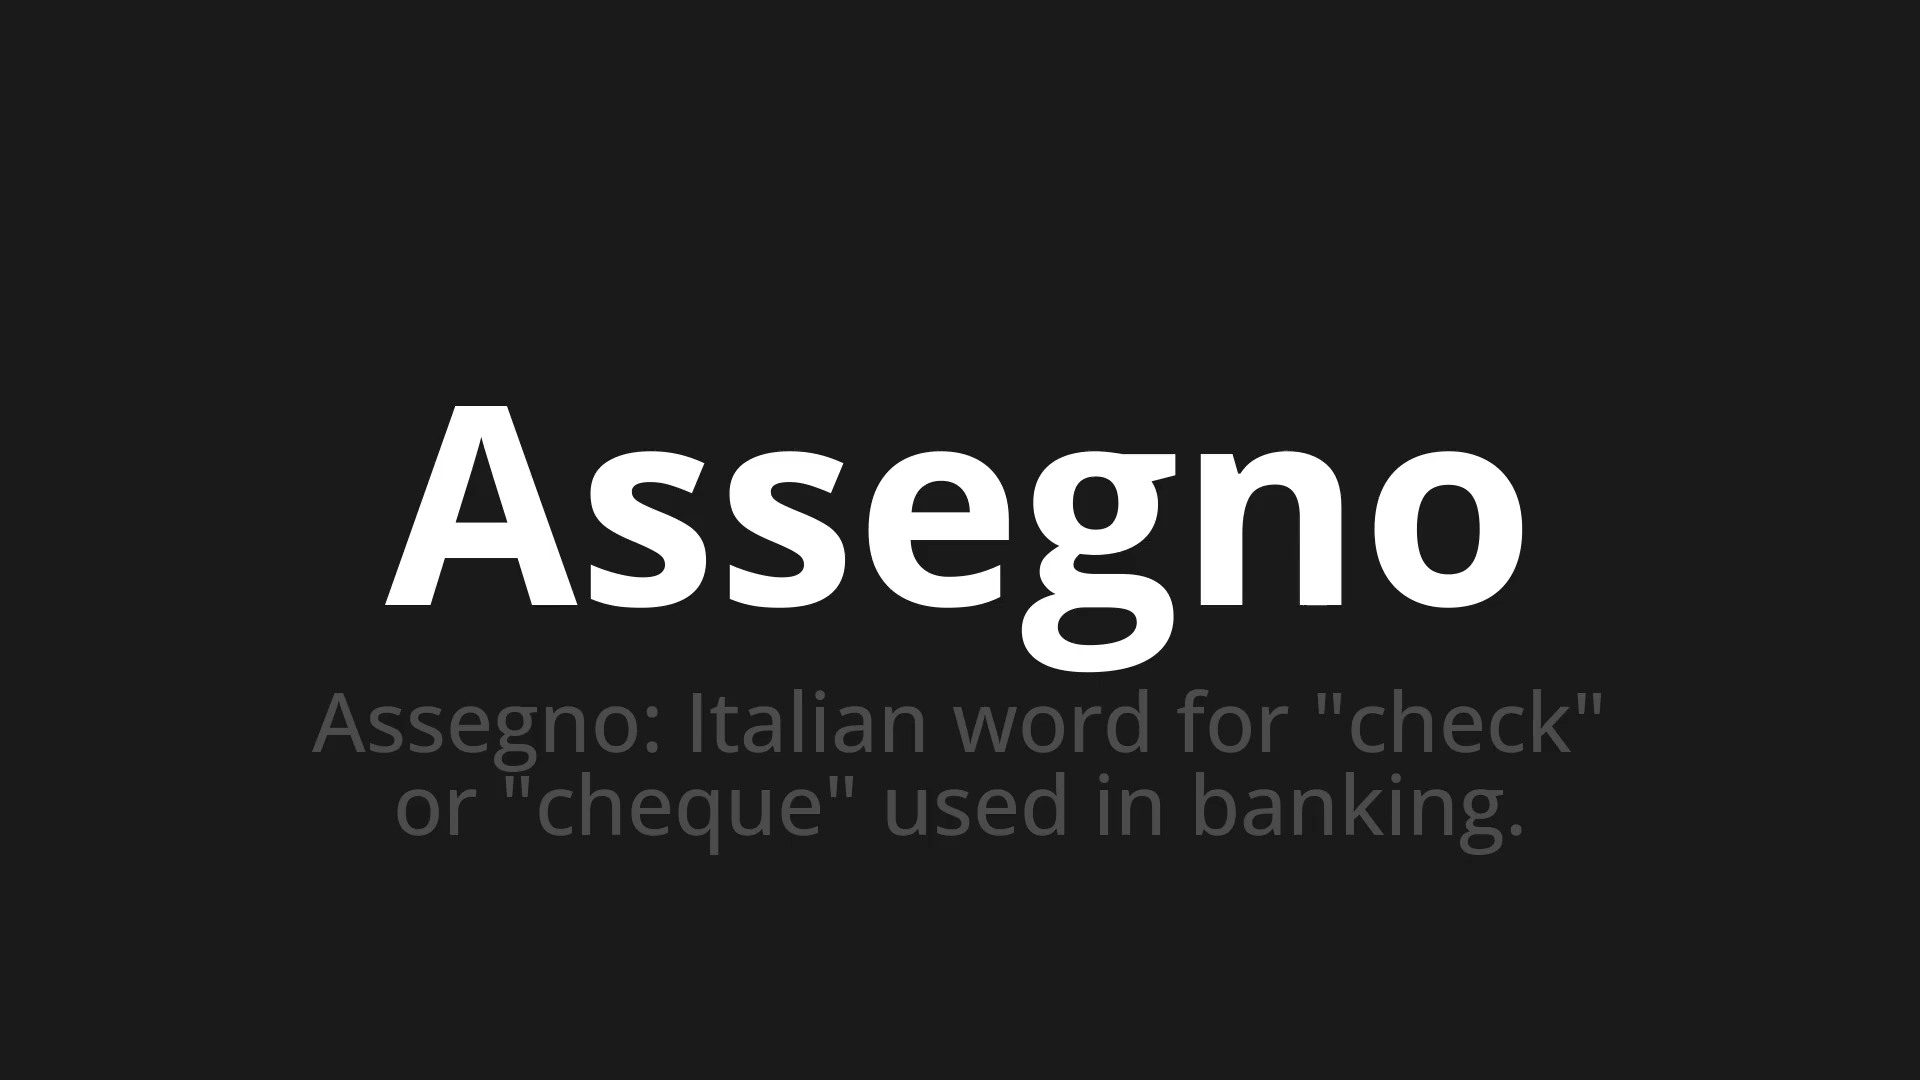 Assegno
Assegno: Italian word for "check"
or "cheque" used in banking.